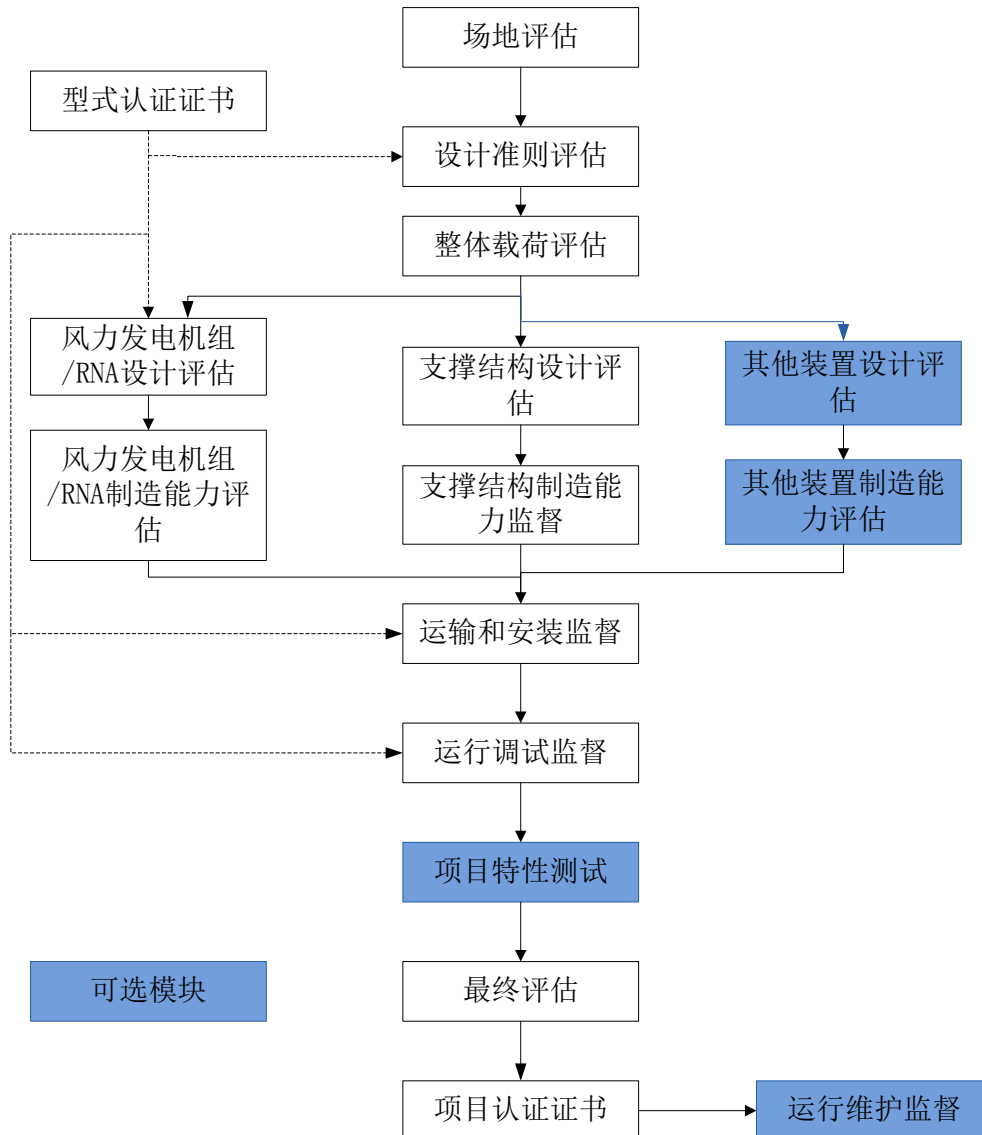 场地评估
型式认证证书
设计准则评估
整体载荷评估
风力发电机组
/RNA设计评估
支撑结构设计评
估
其他装置设计评
估
风力发电机组
/RNA制造能力评
估
支撑结构制造能
力监督
其他装置制造能
力评估
运输和安装监督
运行调试监督
项目特性测试
可选模块
最终评估
项目认证证书
运行维护监督